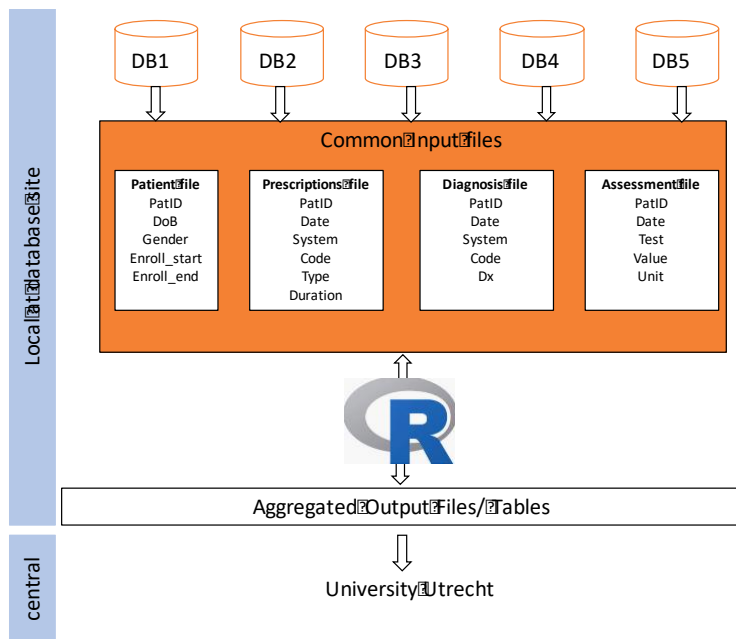 DB1
DB2
DB3
DB4
DB5
Common Input files
Patient file
PatID
DoB
Gender
Enroll_start
Enroll_end
Prescriptions file
PatID
Date
System
Code
Type
Duration
Diagnosis file
PatID
Date
System
Code
Dx
Assessment file
PatID
Date
Test
Value
Unit
Local at database site
R
Aggregated Output Files/ Tables
central
University Utrecht